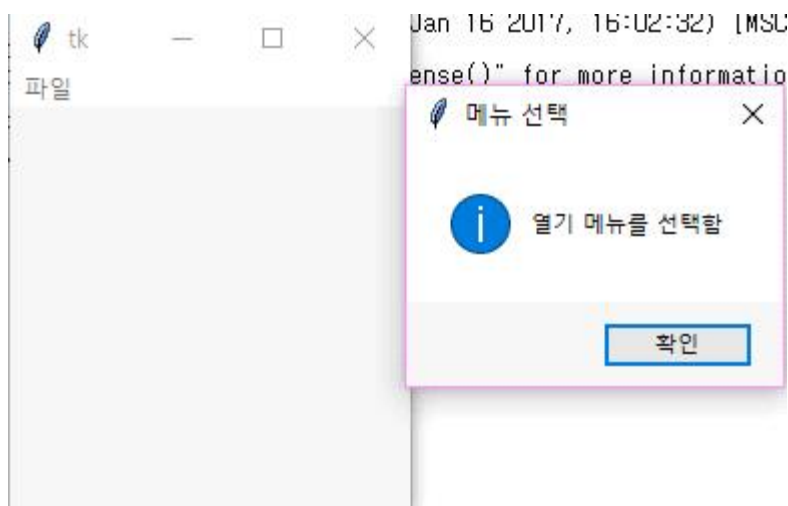 tk
Jan 16 2017, 16:02:32) [MSC
파일
ense()" for more informatio
메뉴 선택
열기 메뉴를 선택함
확인